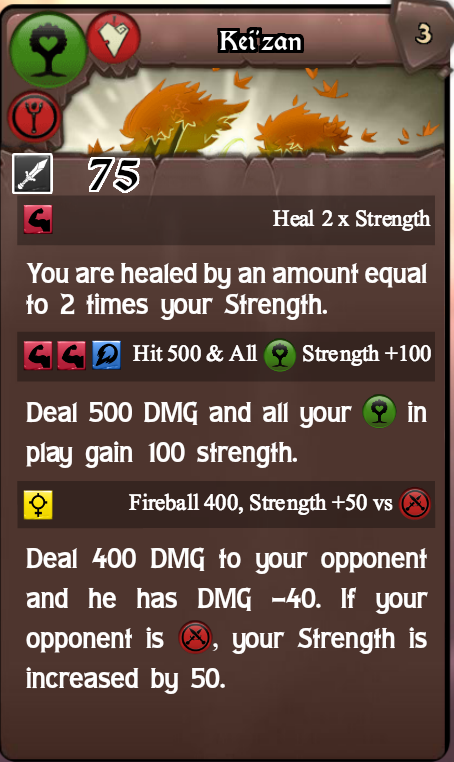 Kei'zan
3
75
Heal 2 x Strength
You are healed by an amount equal
to 2 times your Strength.
Hit 500 & All Strength +100
Deal 500 DMG and all your in
play gain 100 strength.
Fireball 400, Strength +50 vs
Deal 400 DMG to your opponent
and he has DMG -40. If your
opponent is , your Strength is
increased by 50.